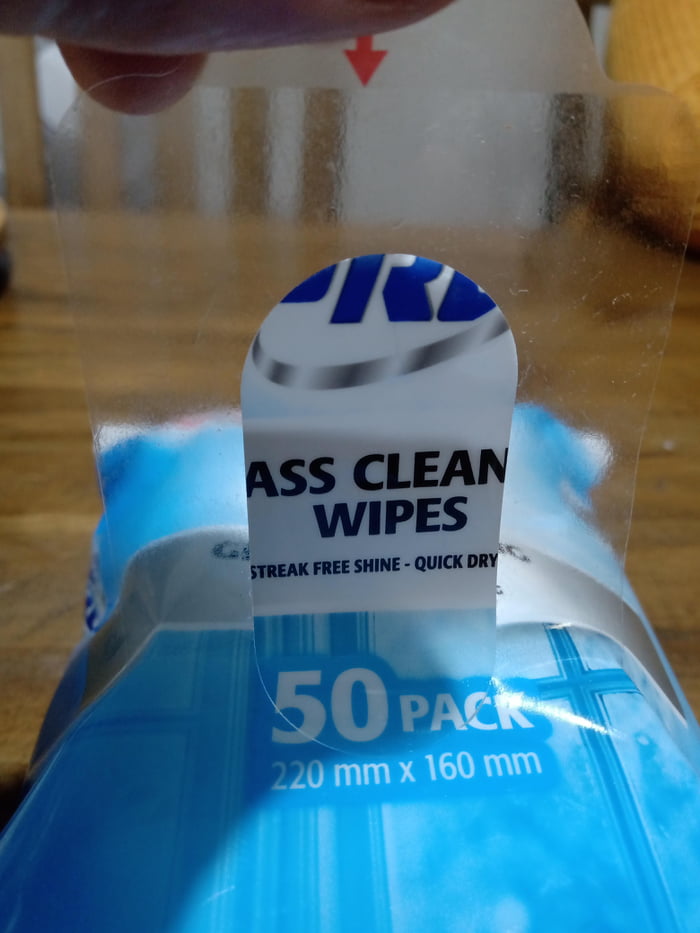 ASS CLEAN
WIPES
STREAK FREE SHINE - QUICK DRY
50 PACK
220 mm x 160 mm